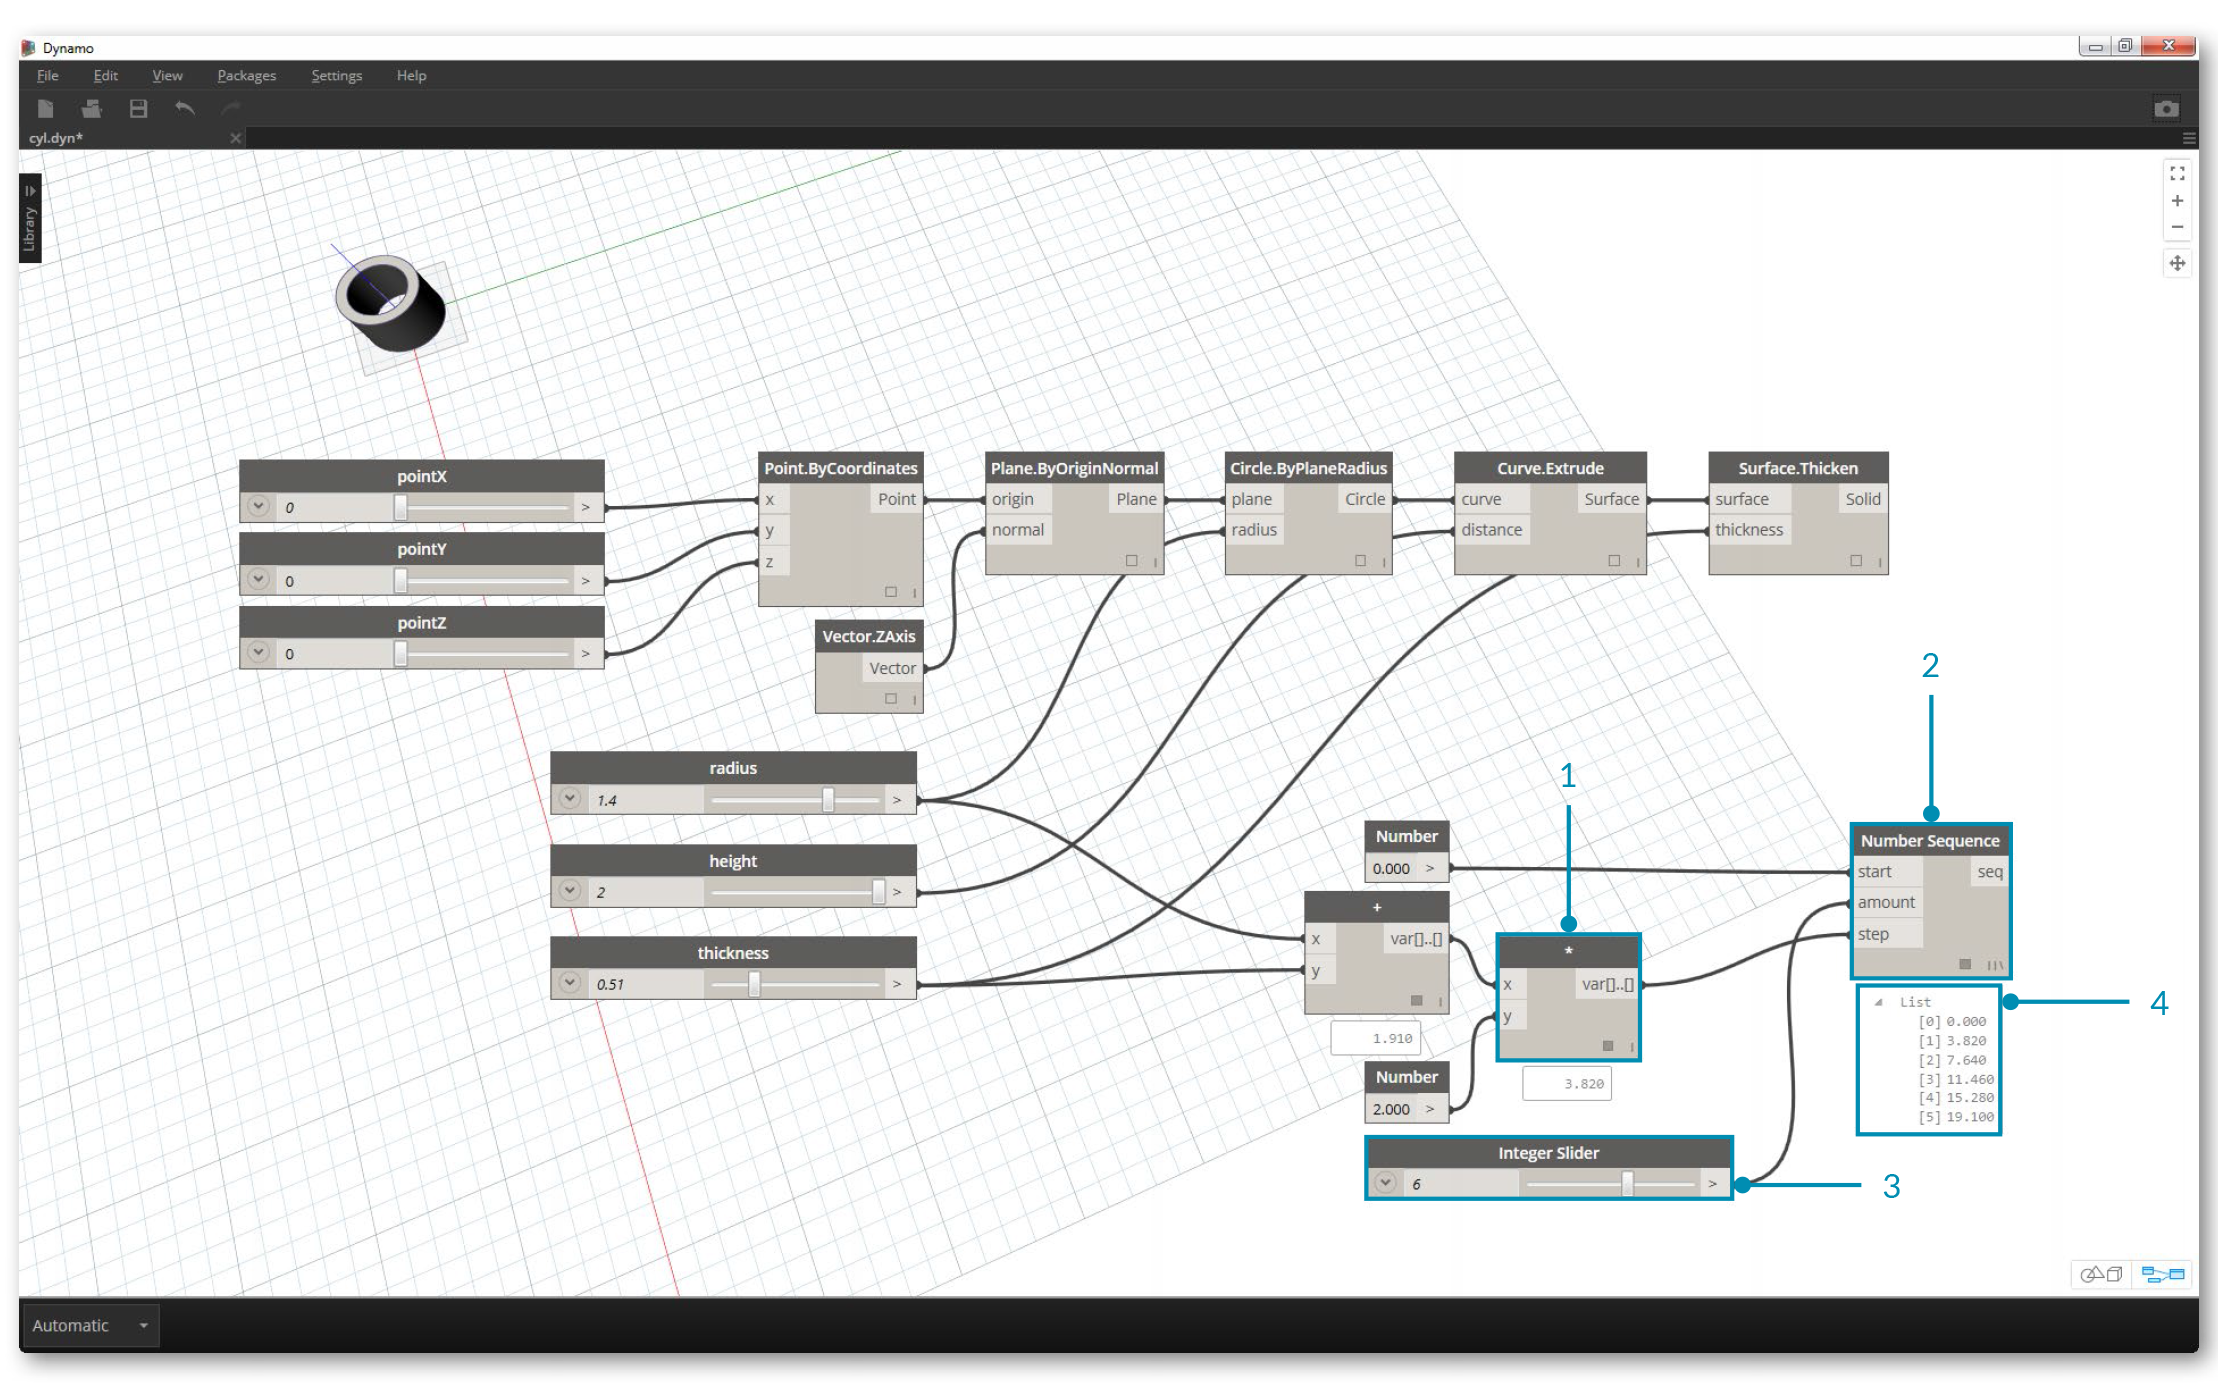 Dynamo
File Edit View Packages Settings Help
cyl.dyn*
Library
pointX
0 >
pointY
0 >
pointZ
0 >
Point.ByCoordinates
x Point
y
z
Vector.ZAxis
Vector
Plane.ByOriginNormal
origin Plane
normal
Circle.ByPlaneRadius
plane Circle
radius
Curve.Extrude
curve Surface
distance
Surface.Thicken
surface Solid
thickness
radius
1.4 >
height
2 >
thickness
0.51 >
Number
0.000 >
+
x var[]..[]
y
1.910
Number
2.000 >
1
*
x var[]..[]
y
3.820
Integer Slider
6 >
3
2
Number Sequence
start seq
amount
step
List
[0] 0.000
[1] 3.820
[2] 7.640
[3] 11.460
[4] 15.280
[5] 19.100
4
Automatic